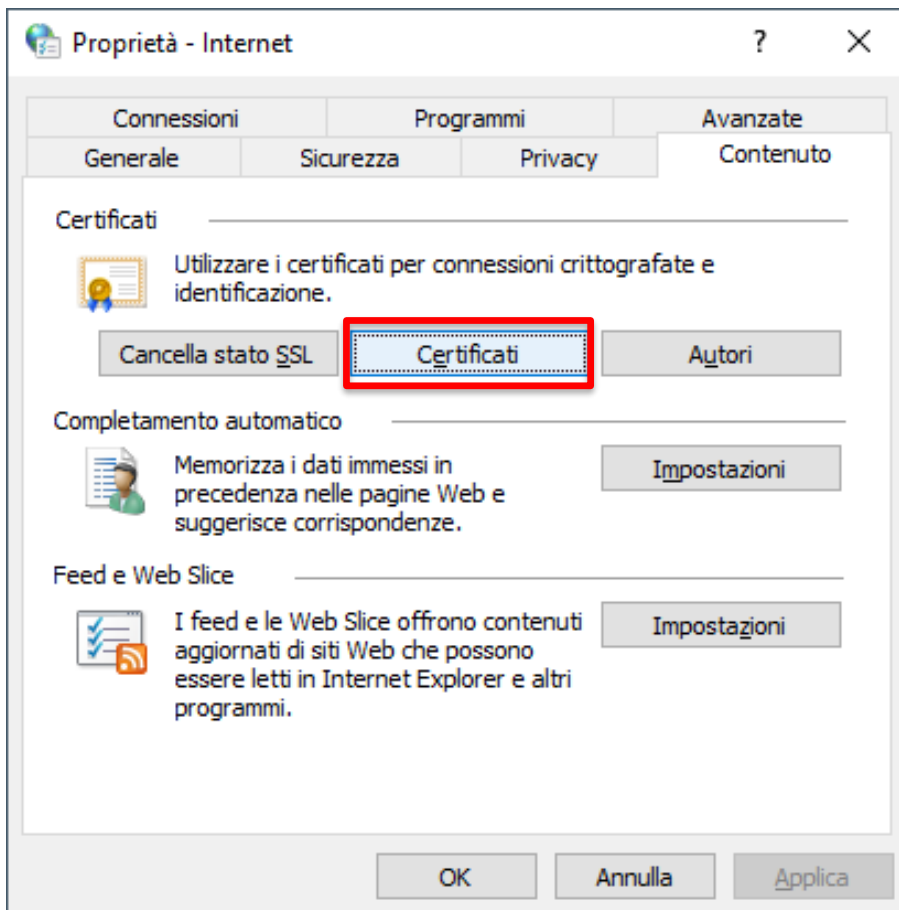 Proprietà - Internet
?
Connessioni
Programmi
Avanzate
Generale
Sicurezza
Privacy
Contenuto
Certificati
Utilizzare i certificati per connessioni crittografate e
identificazione.
Cancella stato SSL
Certificati
Autori
Completamento automatico
Memorizza i dati immessi in
precedenza nelle pagine Web e
suggerisce corrispondenze.
Impostazioni
Feed e Web Slice
I feed e le Web Slice offrono contenuti
aggiornati di siti Web che possono
essere letti in Internet Explorer e altri
programmi.
Impostazioni
OK
Annulla
Applica